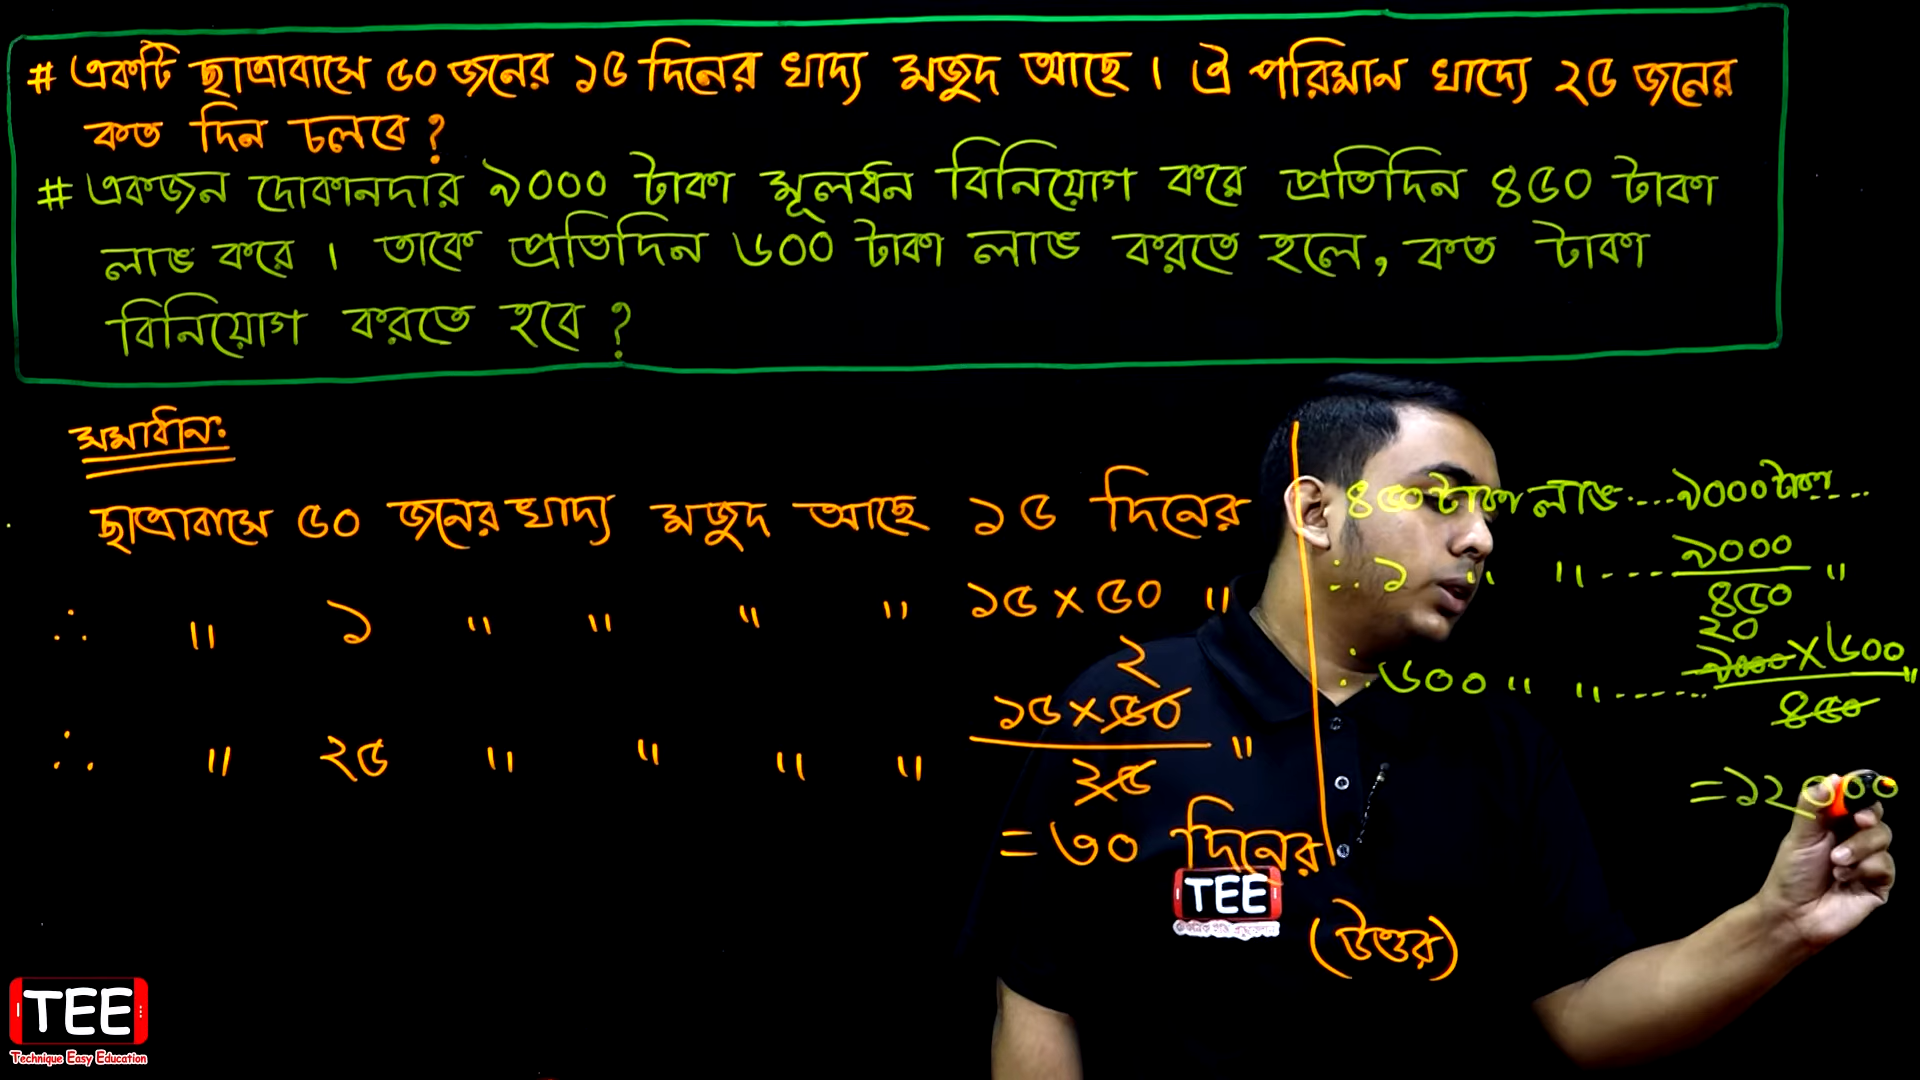 # একটি ছাত্রাবাসে ৫০ জনের ১৫ দিনের খাদ্য মজুদ আছে। ঐ পরিমান খাদ্যে ২৫ জনের
কত দিন চলবে?
# একজন দোকানদার ৯০০০ টাকা মূলধন বিনিয়োগ করে প্রতিদিন ৪৫০ টাকা
লাভ করে। তাকে প্রতিদিন ৬০০ টাকা লাভ করতে হলে, কত টাকা
বিনিয়োগ করতে হবে?
সমাধান:
ছাত্রাবাসে ৫০ জনের খাদ্য মজুদ আছে ১৫ দিনের
∴ " ১ " " " " ১৫ × ৫০ "
২
১৫ × ৫০
∴ " ২৫ " " " " "
২৫
= ৩০ দিনের
(উত্তর)
৪৫০ টাকা লাভ....৯০০০ টাকা....
৯০০০
∴ ১ " " .... "
৪৫০
২০
৯০০০ × ৬০০
∴ ৬০০ " " ...... "
৪৫০
= ১২০০০
TEE
TEE
Technique Easy Education